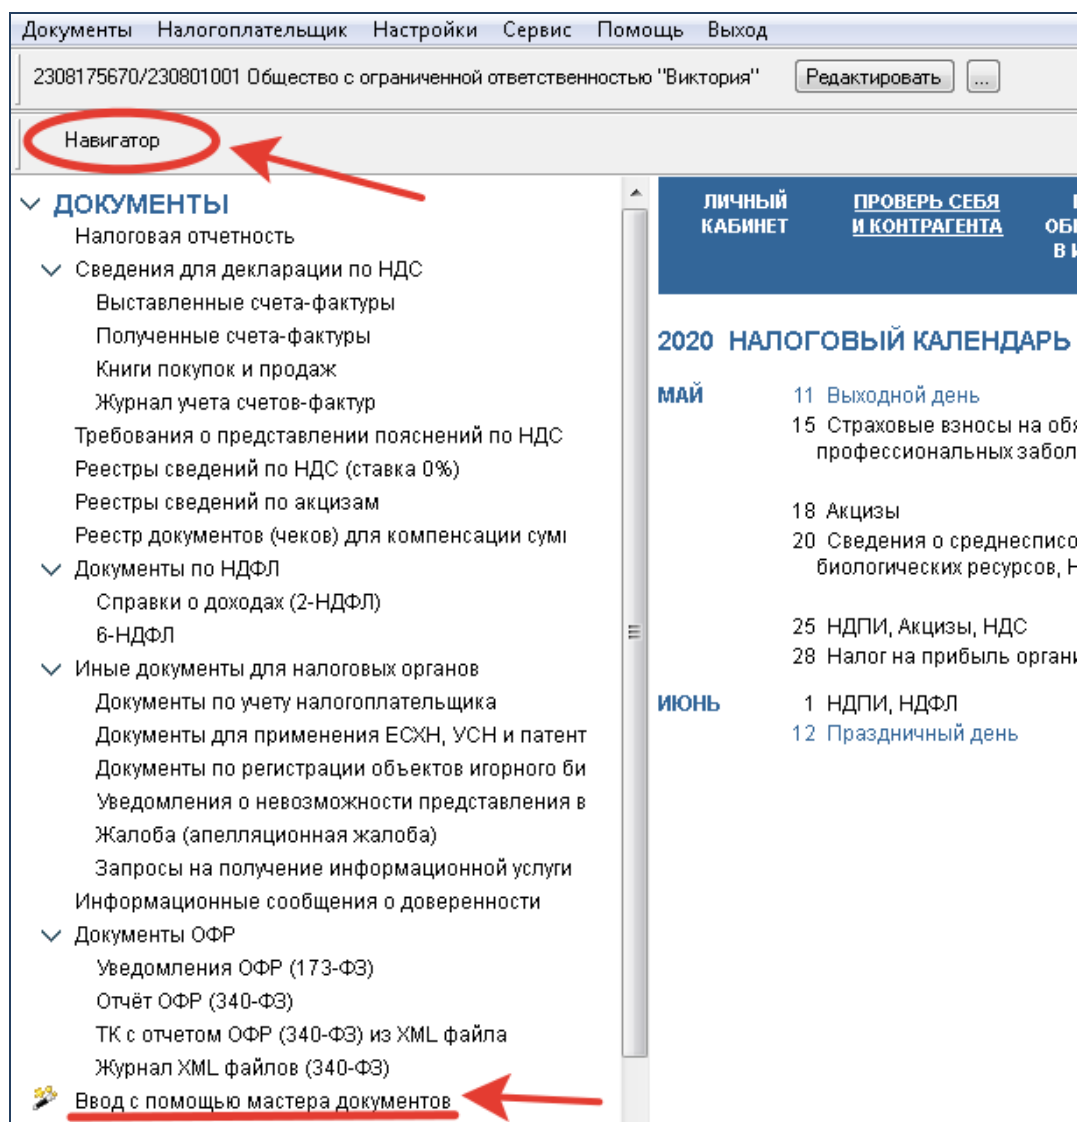 Документы Налогоплательщик Настройки Сервис Помощь Выход
2308175670/230801001 Общество с ограниченной ответственностью "Виктория" Редактировать ...
Навигатор
ДОКУМЕНТЫ
Налоговая отчетность
Сведения для декларации по НДС
Выставленные счета-фактуры
Полученные счета-фактуры
Книги покупок и продаж
Журнал учета счетов-фактур
Требования о представлении пояснений по НДС
Реестры сведений по НДС (ставка 0%)
Реестры сведений по акцизам
Реестр документов (чеков) для компенсации сумм
Документы по НДФЛ
Справки о доходах (2-НДФЛ)
6-НДФЛ
Иные документы для налоговых органов
Документы по учету налогоплательщика
Документы для применения ЕСХН, УСН и патент
Документы по регистрации объектов игорного би
Уведомления о невозможности представления в
Жалоба (апелляционная жалоба)
Запросы на получение информационной услуги
Информационные сообщения о доверенности
Документы ОФР
Уведомления ОФР (173-ФЗ)
Отчёт ОФР (340-ФЗ)
ТК с отчетом ОФР (340-ФЗ) из XML файла
Журнал XML файлов (340-ФЗ)
Ввод с помощью мастера документов
ЛИЧНЫЙ
КАБИНЕТ
ПРОВЕРЬ СЕБЯ
И КОНТРАГЕНТА
В И
2020 НАЛОГОВЫЙ КАЛЕНДАРЬ
МАЙ 11 Выходной день
15 Страховые взносы на обя
профессиональных забол
18 Акцизы
20 Сведения о среднесписо
биологических ресурсов, Н
25 НДПИ, Акцизы, НДС
28 Налог на прибыль органи
ИЮНЬ 1 НДПИ, НДФЛ
12 Праздничный день